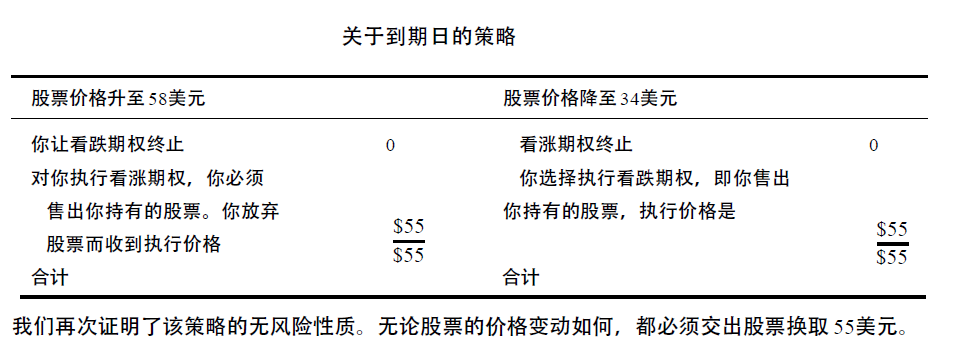 关于到期日的策略
股票价格升至58美元 股票价格降至34美元
你让看跌期权终止 0 看涨期权终止 0
对你执行看涨期权，你必须 你选择执行看跌期权，即你售出
售出你持有的股票。你放弃 你持有的股票，执行价格是
股票而收到执行价格 $55 $55
合计 $55 合计 $55
我们再次证明了该策略的无风险性质。无论股票的价格变动如何，都必须交出股票换取55美元。